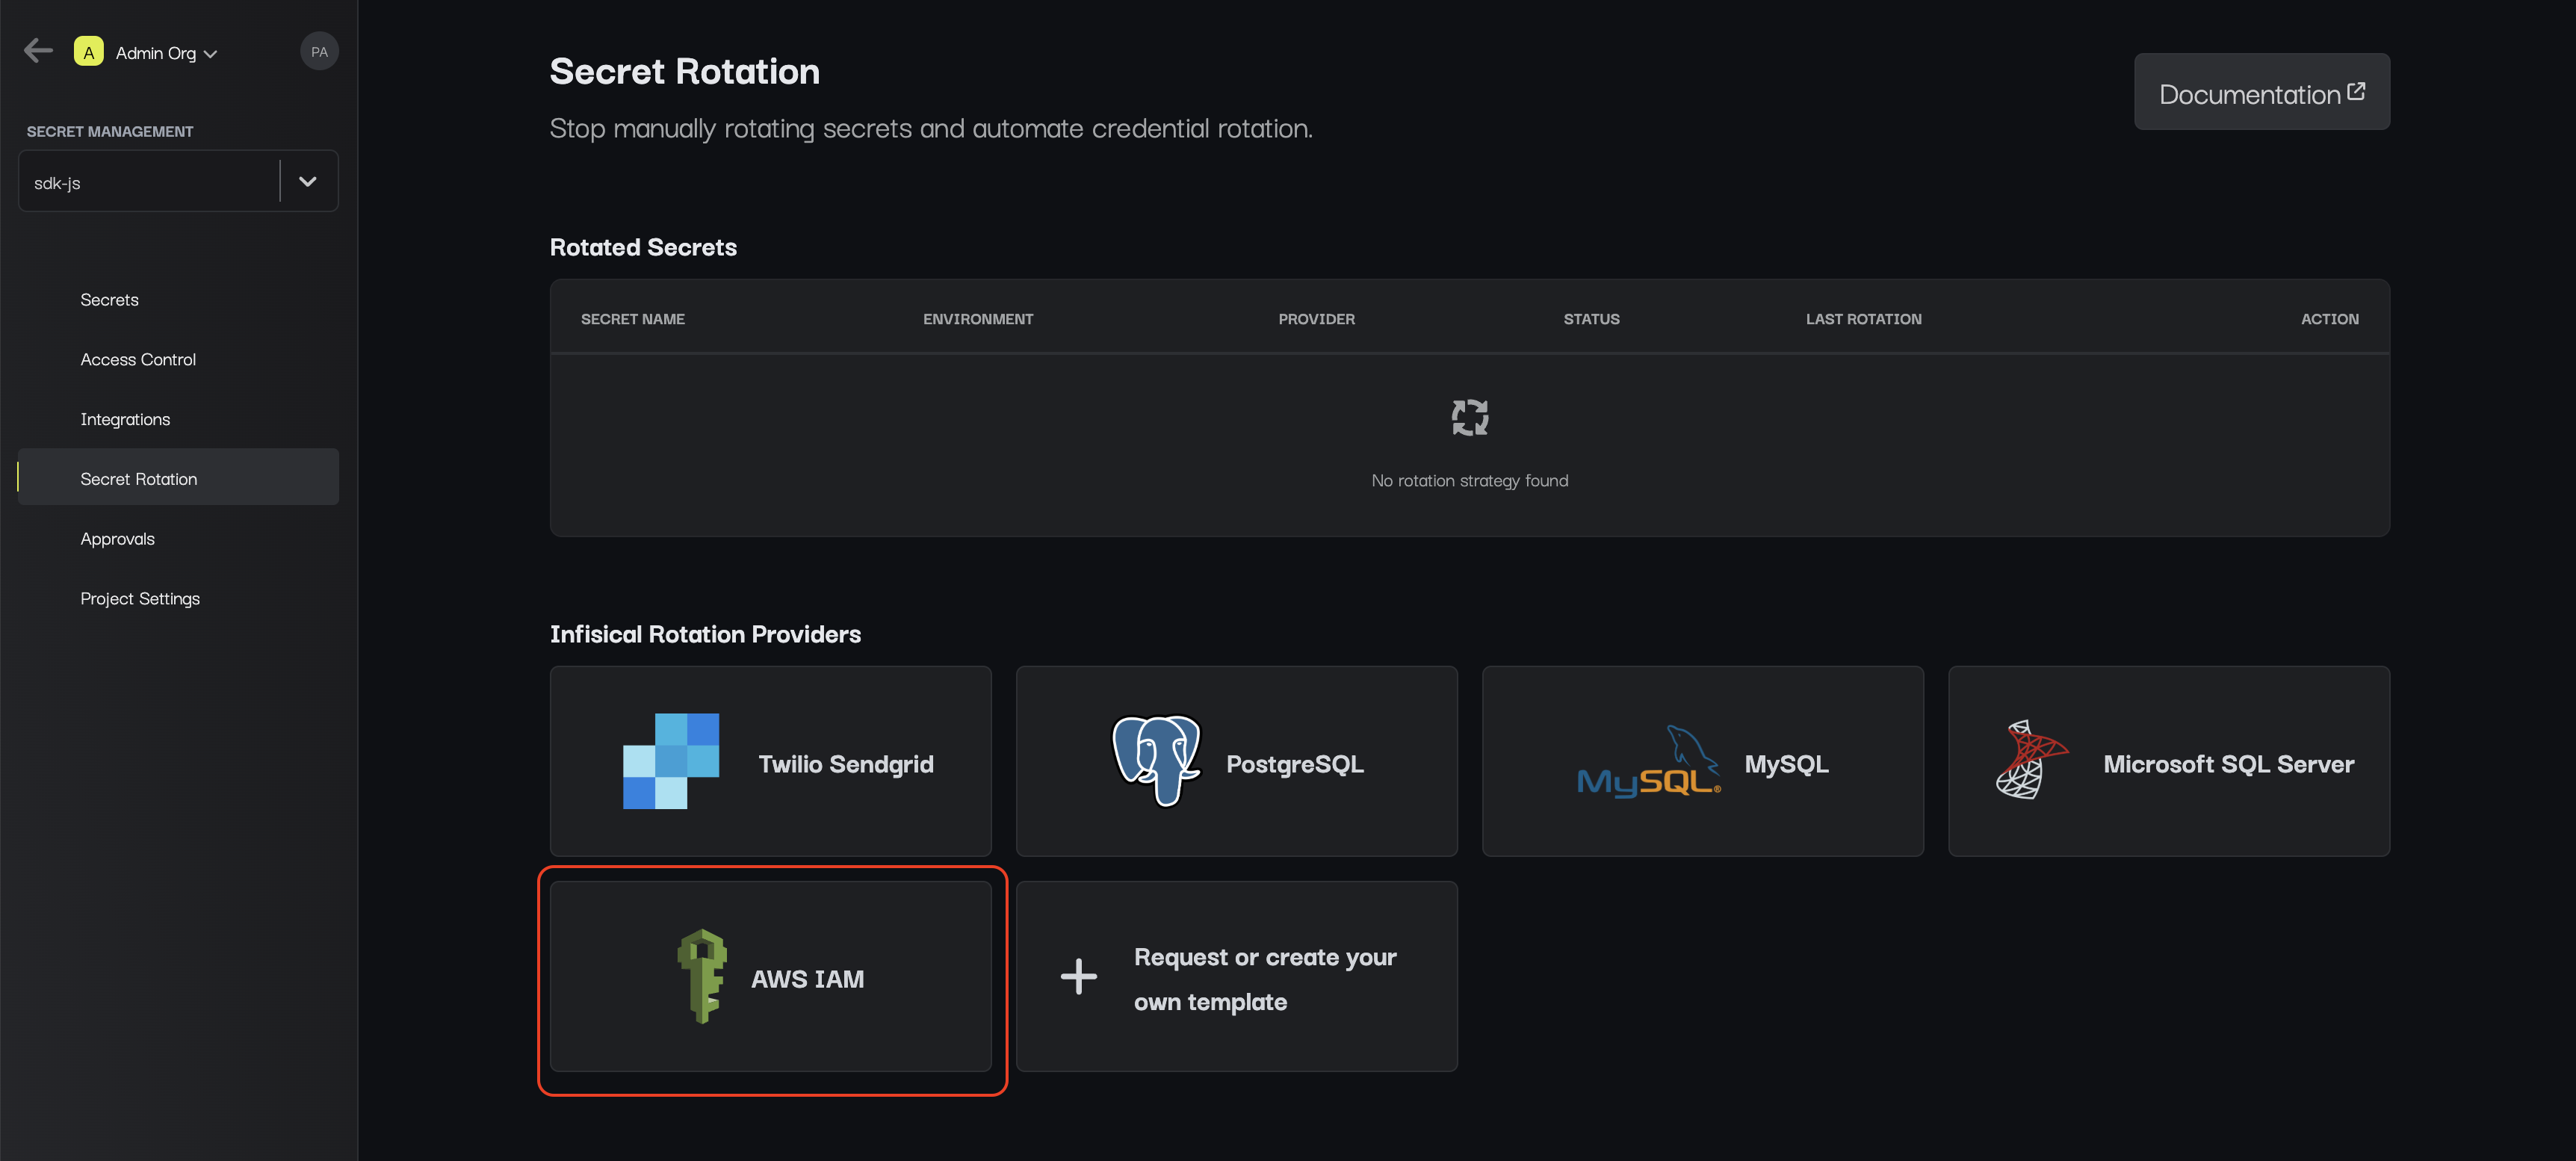 A
Admin Org
PA
SECRET MANAGEMENT
sdk-js
Secrets
Access Control
Integrations
Secret Rotation
Approvals
Project Settings
Secret Rotation
Stop manually rotating secrets and automate credential rotation.
Documentation
Rotated Secrets
SECRET NAME ENVIRONMENT PROVIDER STATUS LAST ROTATION ACTION
No rotation strategy found
Infisical Rotation Providers
Twilio Sendgrid
PostgreSQL
MySQL®
MySQL
Microsoft SQL Server
AWS IAM
Request or create your
own template